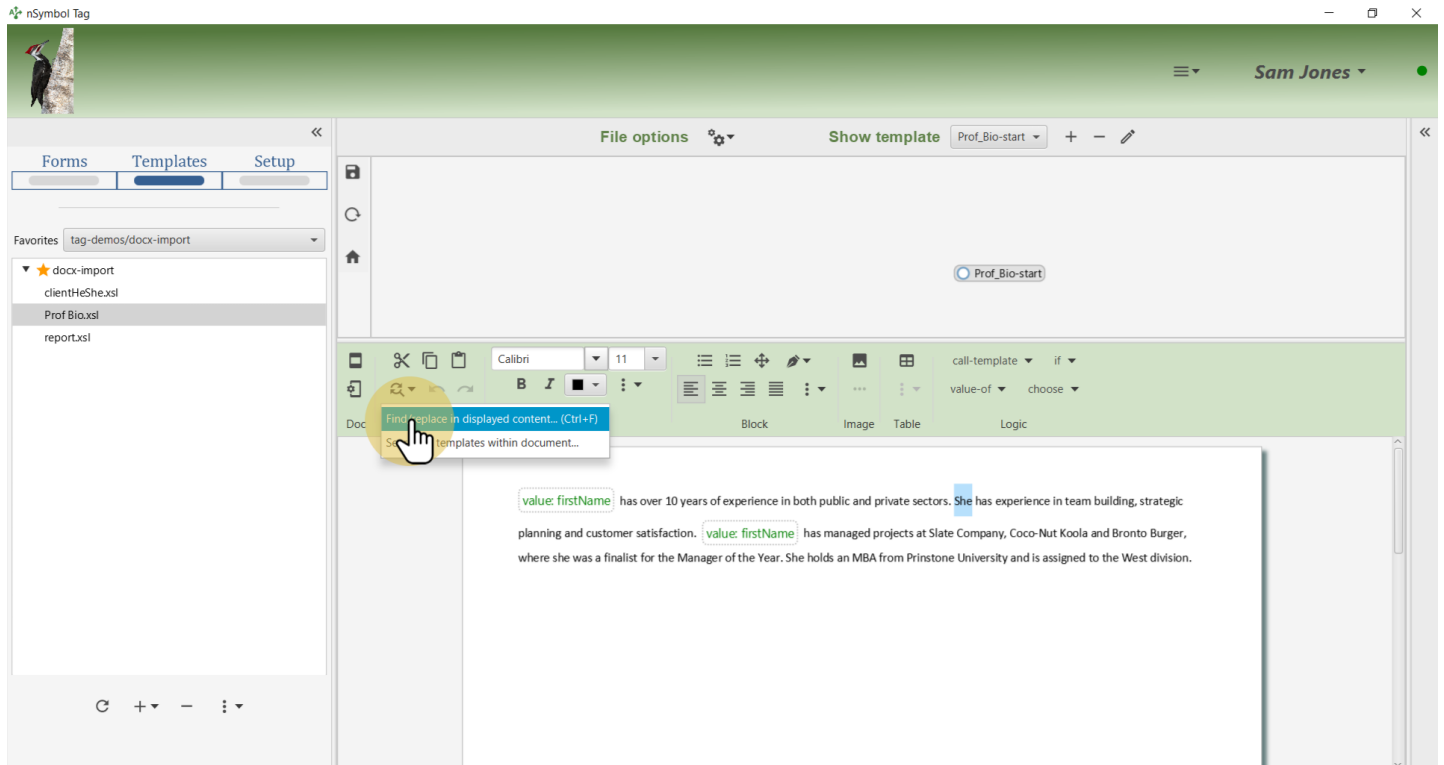 nSymbol Tag
Sam Jones
File options
Show template
Prof_Bio-start
Forms Templates Setup
Favorites
tag-demos/docx-import
docx-import
clientHeShe.xsl
Prof Bio.xsl
report.xsl
Prof_Bio-start
Calibri
11
call-template
if
B I
value-of
choose
Block
Image
Table
Logic
in displayed content... (Ctrl+F)
templates within document...
value: firstName has over 10 years of experience in both public and private sectors. She has experience in team building, strategic
planning and customer satisfaction. value: firstName has managed projects at Slate Company, Coco-Nut Koola and Bronto Burger,
where she was a finalist for the Manager of the Year. She holds an MBA from Prinstone University and is assigned to the West division.